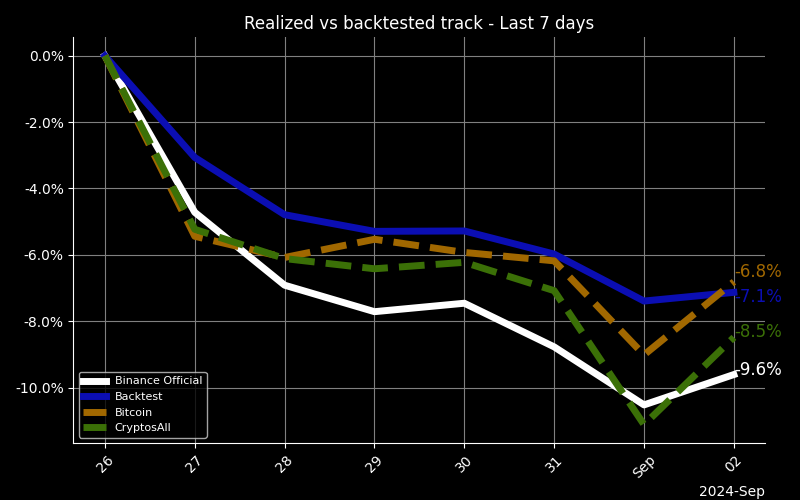 Realized vs backtested track - Last 7 days
0.0%
-2.0%
-4.0%
-6.0%
-8.0%
-10.0%
-6.8%
-7.1%
-8.5%
-9.6%
Binance Official
Backtest
Bitcoin
CryptosAll
26 27 28 29 30 31 Sep 02
2024-Sep